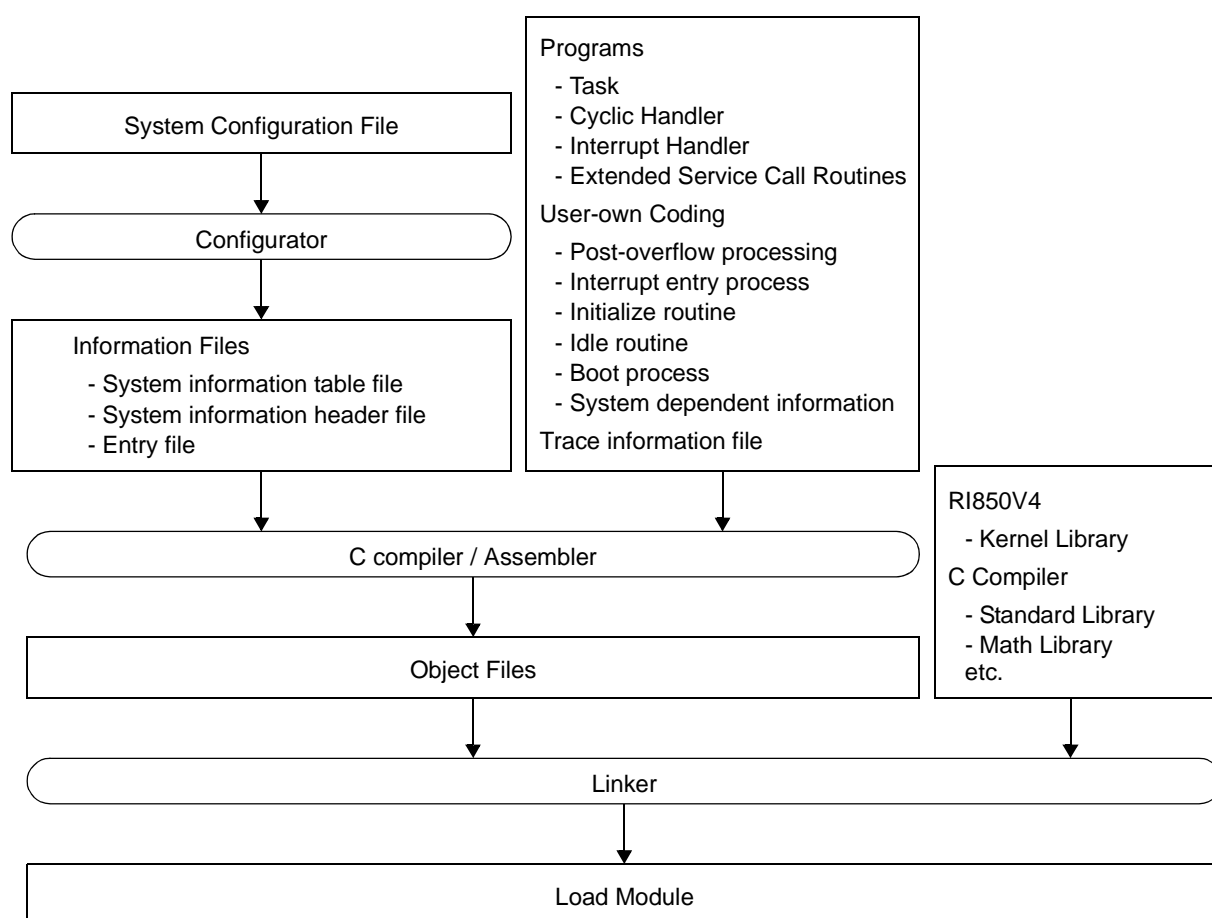 System Configuration File
Configurator
Information Files
- System information table file
- System information header file
- Entry file
Programs
- Task
- Cyclic Handler
- Interrupt Handler
- Extended Service Call Routines
User-own Coding
- Post-overflow processing
- Interrupt entry process
- Initialize routine
- Idle routine
- Boot process
- System dependent information
Trace information file
C compiler / Assembler
Object Files
RI850V4
- Kernel Library
C Compiler
- Standard Library
- Math Library
etc.
Linker
Load Module